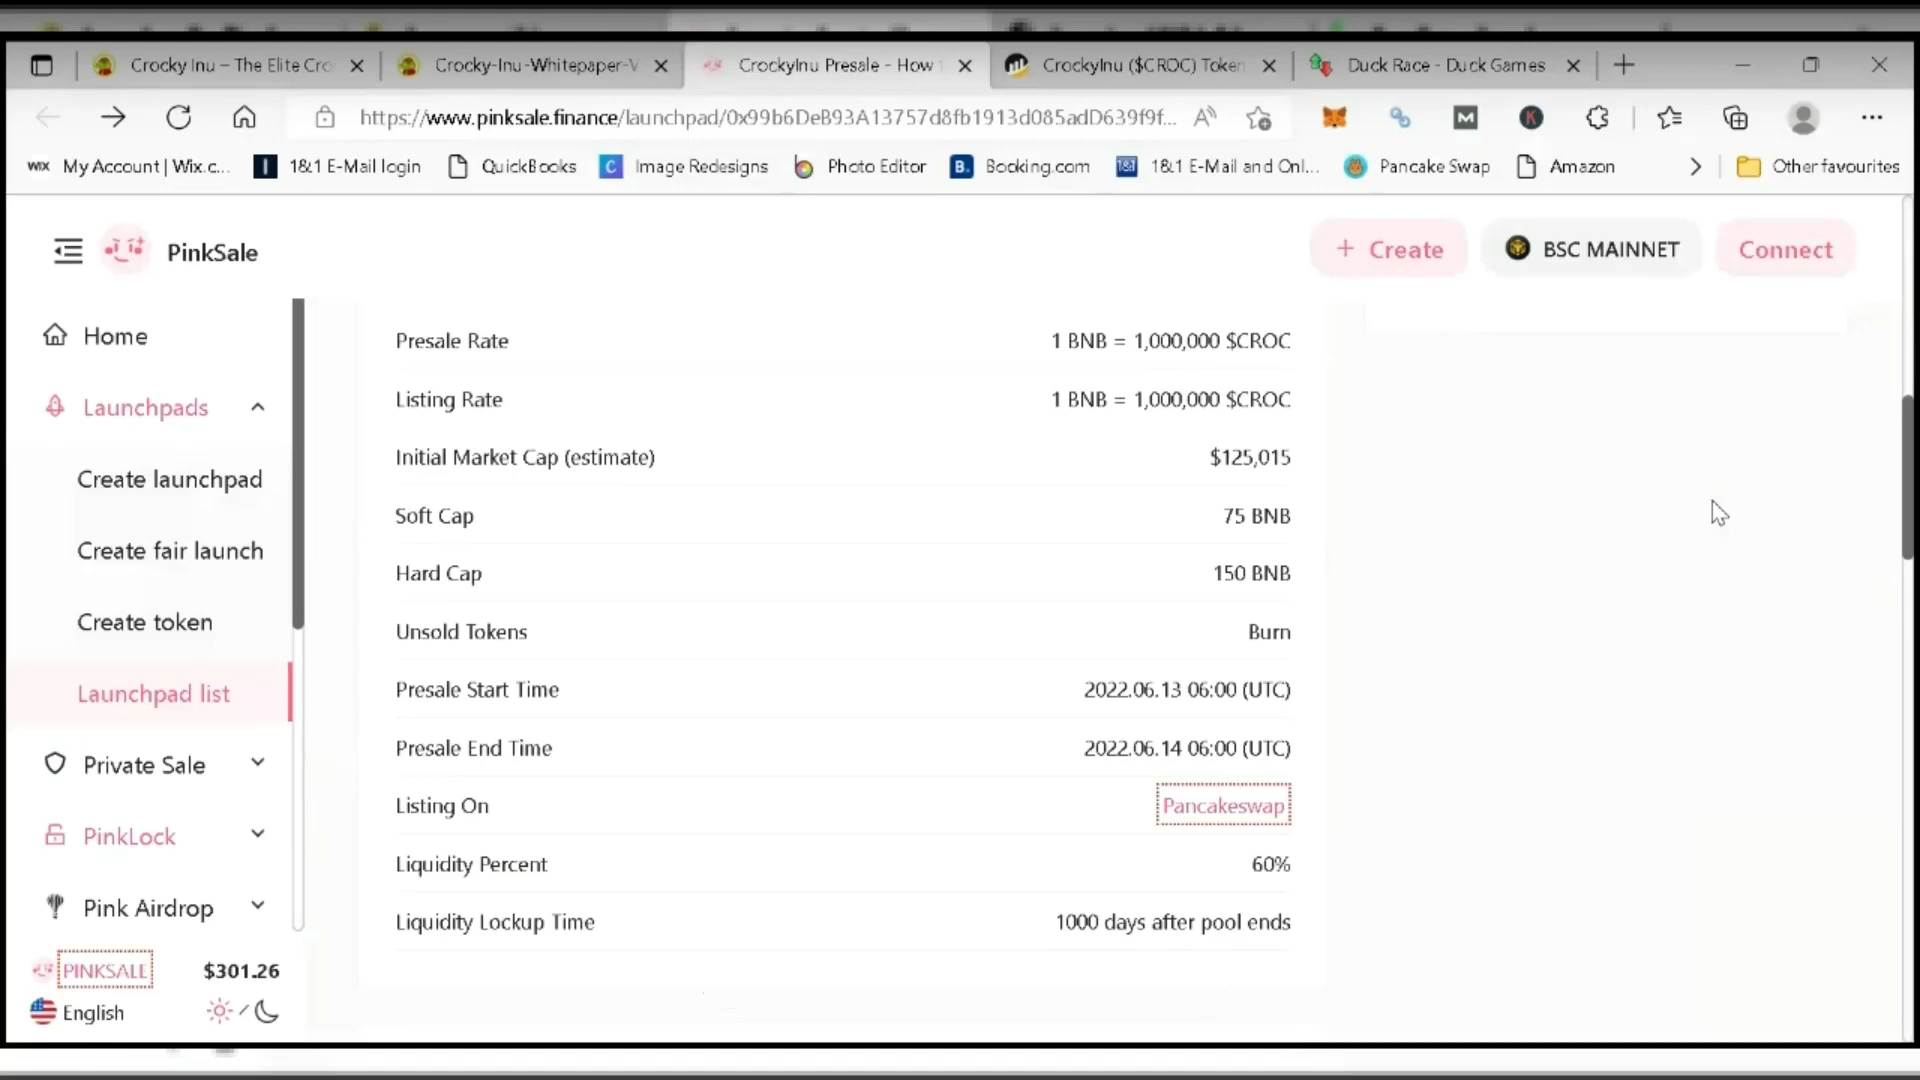 Crocky Inu – The Elite Cro
Crocky-Inu-Whitepaper-V
CrockyInu Presale - How t
CrockyInu ($CROC) Token
Duck Race - Duck Games
https://www.pinksale.finance/launchpad/0x99b6DeB93A13757d8fb1913d085adD639f9f...
WIX My Account | Wix.c...
1&1 E-Mail login
QuickBooks
C Image Redesigns
Photo Editor
B. Booking.com
1&1 1&1 E-Mail and Onl...
Pancake Swap
Amazon
Other favourites
PinkSale
+ Create
BSC MAINNET
Connect
Home
Launchpads
Create launchpad
Create fair launch
Create token
Launchpad list
Private Sale
PinkLock
Pink Airdrop
PINKSALE $301.26
English
Presale Rate 1 BNB = 1,000,000 $CROC
Listing Rate 1 BNB = 1,000,000 $CROC
Initial Market Cap (estimate) $125,015
Soft Cap 75 BNB
Hard Cap 150 BNB
Unsold Tokens Burn
Presale Start Time 2022.06.13 06:00 (UTC)
Presale End Time 2022.06.14 06:00 (UTC)
Listing On Pancakeswap
Liquidity Percent 60%
Liquidity Lockup Time 1000 days after pool ends